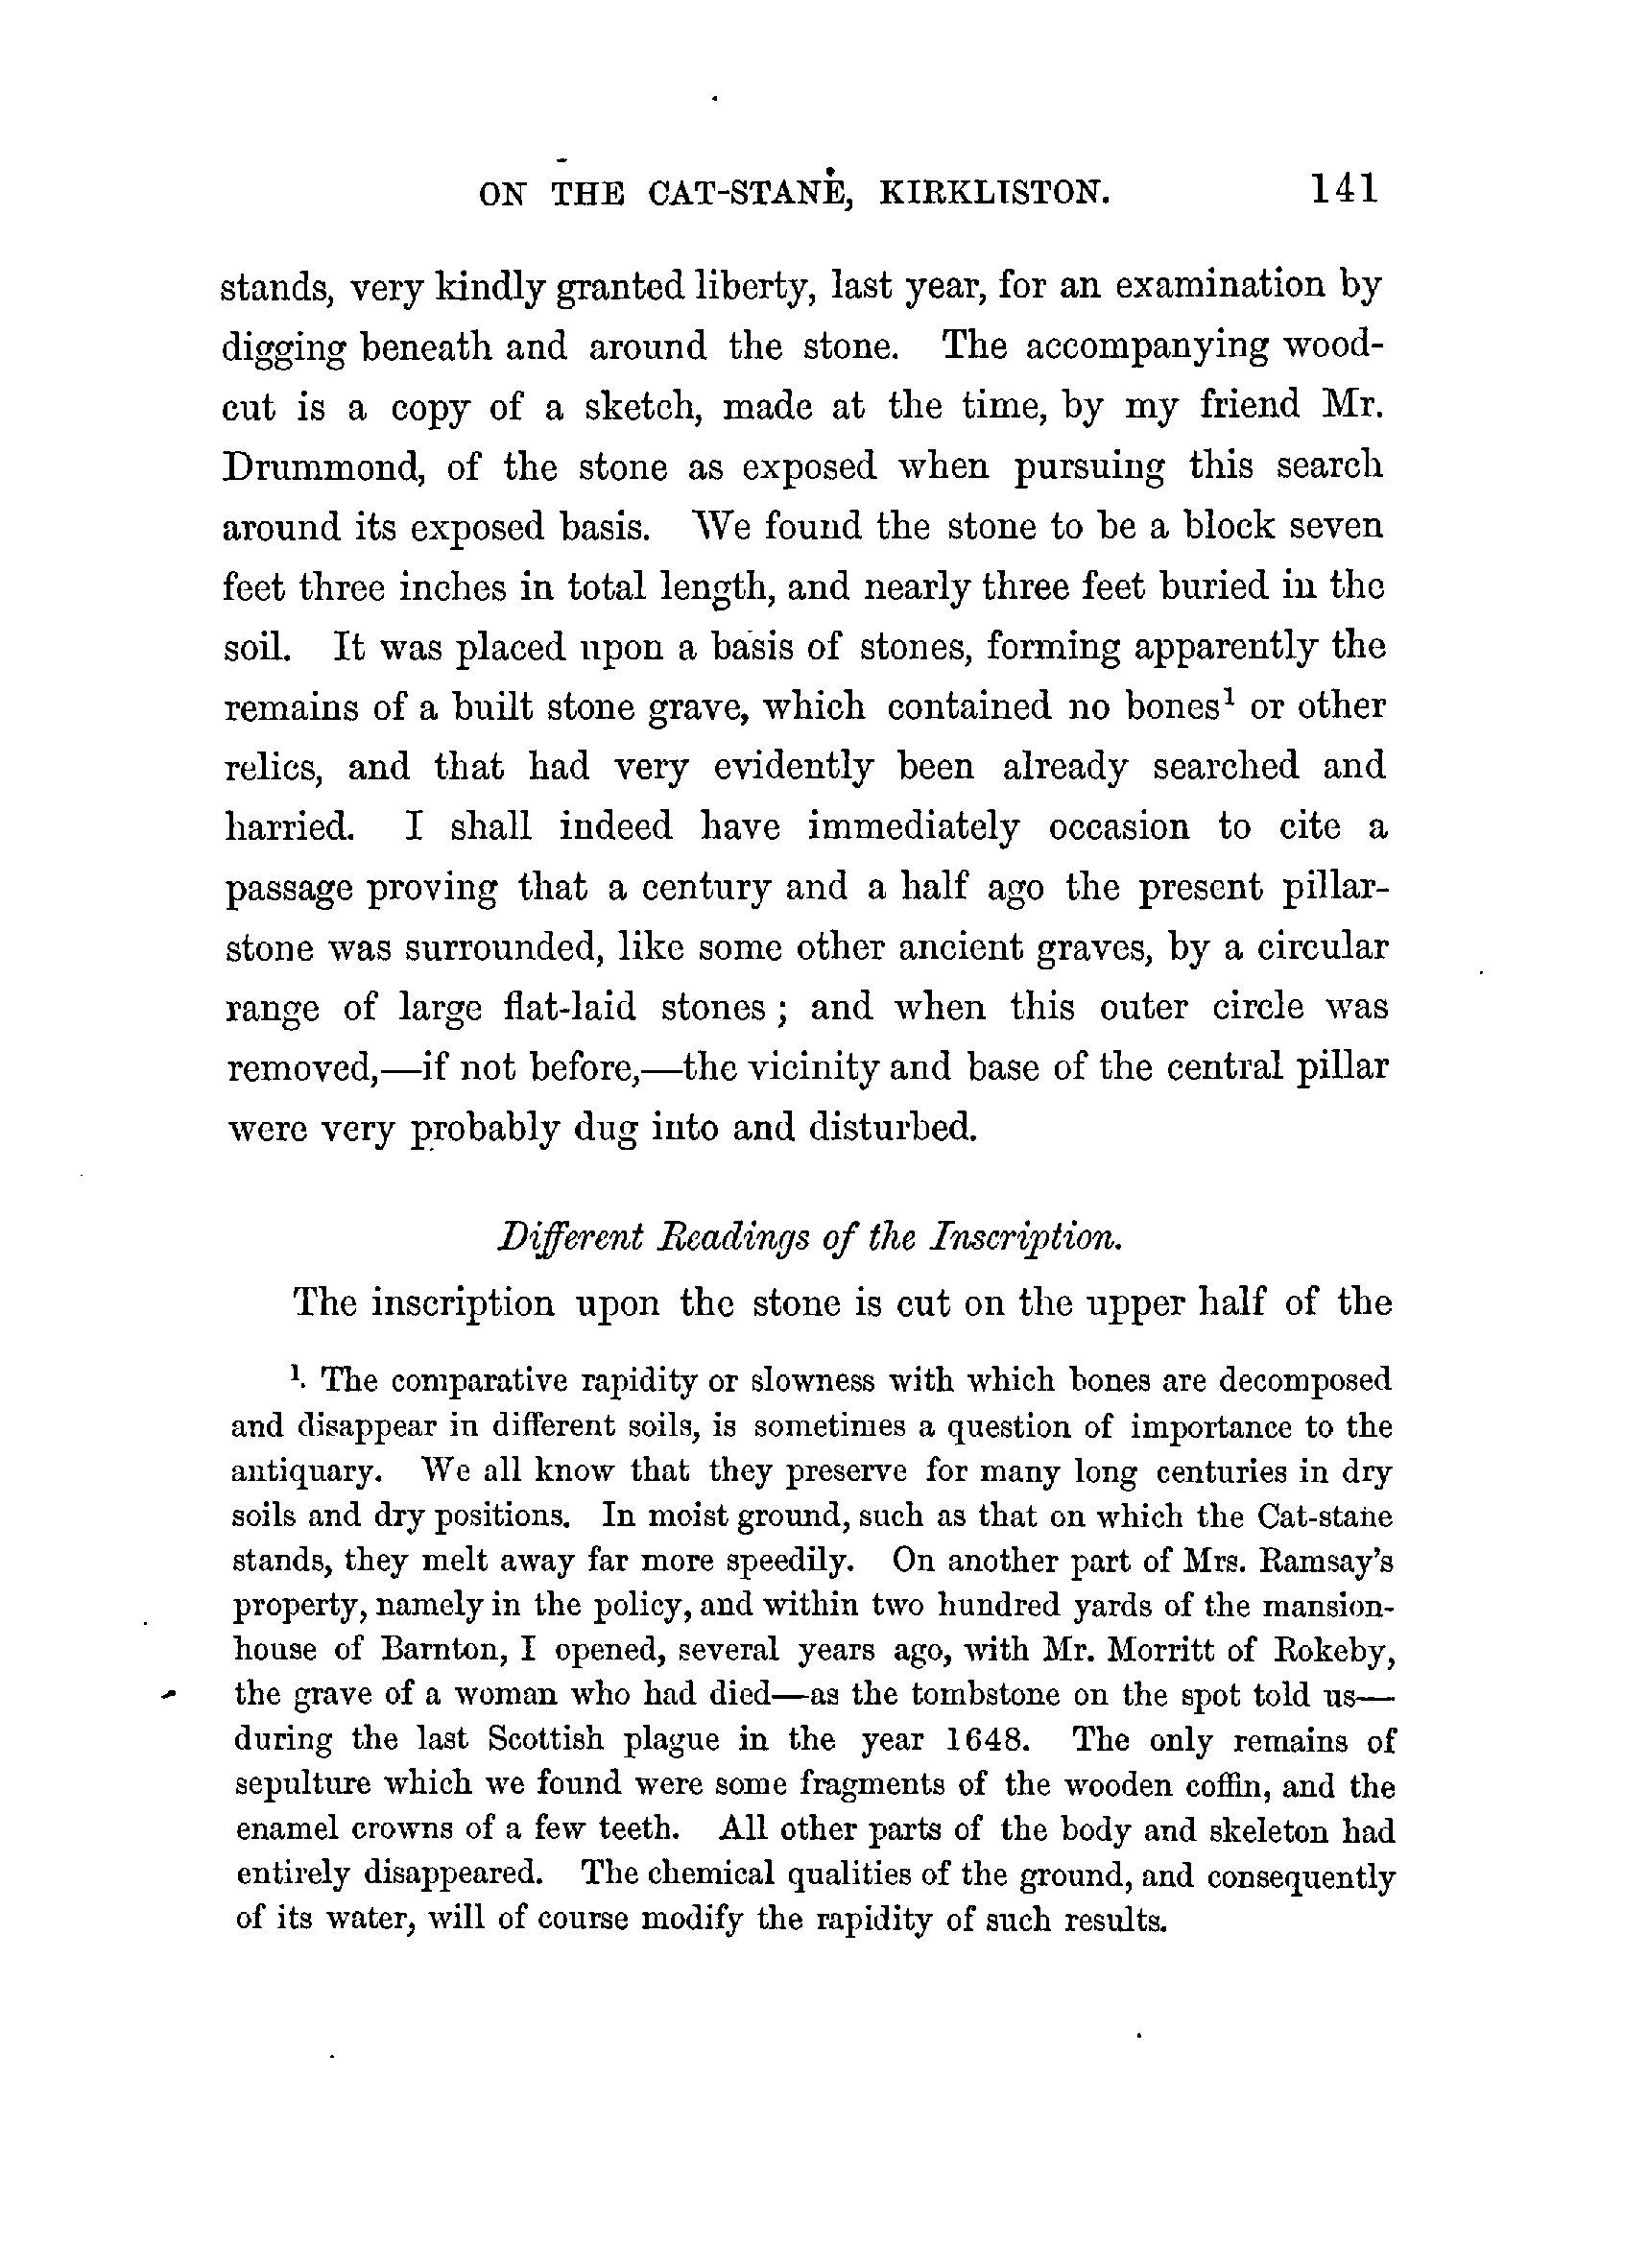 ON THE CAT-STANE, KIRKLISTON. 141
stands, very kindly granted liberty, last year, for an examination by
digging beneath and around the stone. The accompanying wood-
cut is a copy of a sketch, made at the time, by my friend Mr.
Drummond, of the stone as exposed when pursuing this search
around its exposed basis. We found the stone to be a block seven
feet three inches in total length, and nearly three feet buried in the
soil. It was placed upon a basis of stones, forming apparently the
remains of a built stone grave, which contained no bones¹ or other
relics, and that had very evidently been already searched and
harried. I shall indeed have immediately occasion to cite a
passage proving that a century and a half ago the present pillar-
stone was surrounded, like some other ancient graves, by a circular
range of large flat-laid stones ; and when this outer circle was
removed,—if not before,—the vicinity and base of the central pillar
were very probably dug into and disturbed.
Different Readings of the Inscription.
The inscription upon the stone is cut on the upper half of the
¹. The comparative rapidity or slowness with which bones are decomposed
and disappear in different soils, is sometimes a question of importance to the
antiquary. We all know that they preserve for many long centuries in dry
soils and dry positions. In moist ground, such as that on which the Cat-stane
stands, they melt away far more speedily. On another part of Mrs. Ramsay's
property, namely in the policy, and within two hundred yards of the mansion-
house of Barnton, I opened, several years ago, with Mr. Morritt of Rokeby,
the grave of a woman who had died—as the tombstone on the spot told us—
during the last Scottish plague in the year 1648. The only remains of
sepulture which we found were some fragments of the wooden coffin, and the
enamel crowns of a few teeth. All other parts of the body and skeleton had
entirely disappeared. The chemical qualities of the ground, and consequently
of its water, will of course modify the rapidity of such results.